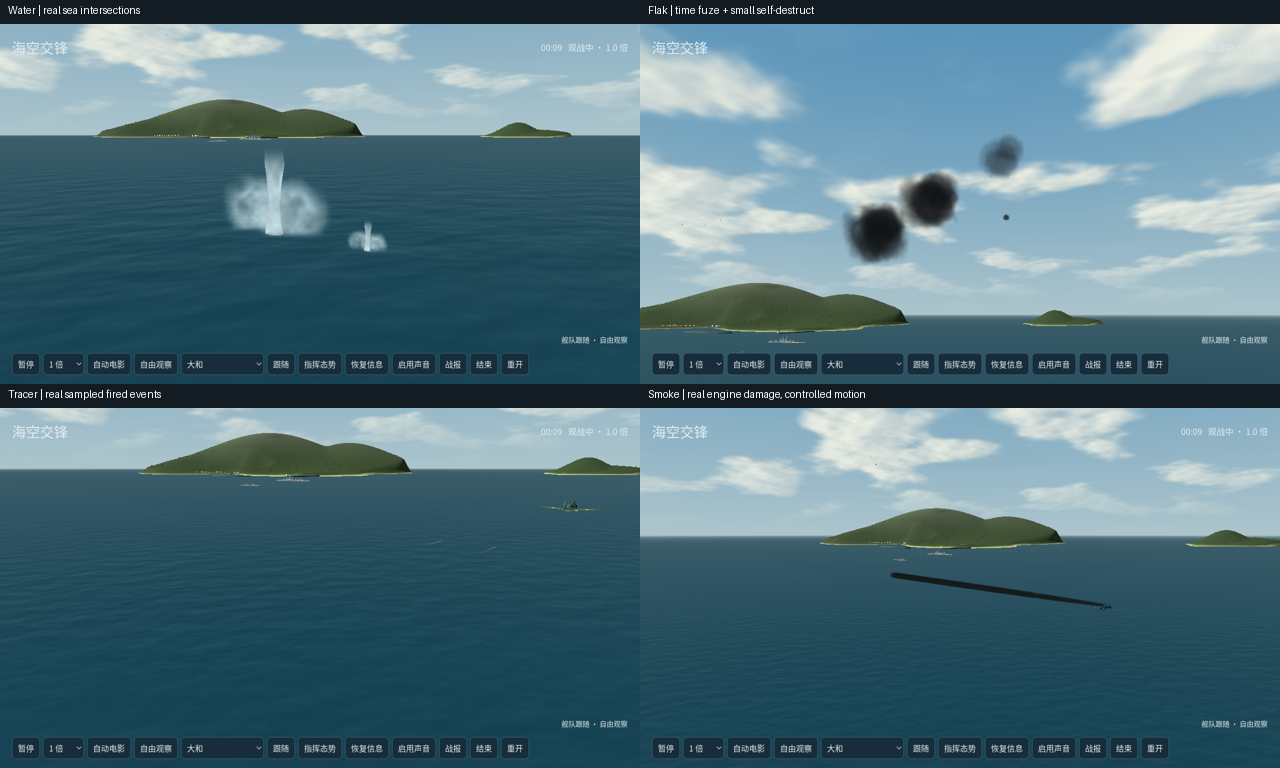 Water | real sea intersections
海空交锋
00:09 观战中 · 1.0 倍
舰队跟随 · 自由观察
暂停 1 倍 自动电影 自由观察 大和 跟随 指挥态势 恢复信息 启用声音 战报 结束 重开
Flak | time fuze + small self-destruct
海空交锋
00:09 观战中 · 1.0
舰队跟随 · 自由观察
暂停 1 倍 自动电影 自由观察 大和 跟随 指挥态势 恢复信息 启用声音 战报 结束 重开
Tracer | real sampled fired events
海空交锋
00:09 观战中 · 1.0 倍
舰队跟随 · 自由观察
暂停 1 倍 自动电影 自由观察 大和 跟随 指挥态势 恢复信息 启用声音 战报 结束 重开
Smoke | real engine damage, controlled motion
海空交锋
00:09 观战中 · 1.0 倍
舰队跟随 · 自由观察
暂停 1 倍 自动电影 自由观察 大和 跟随 指挥态势 恢复信息 启用声音 战报 结束 重开